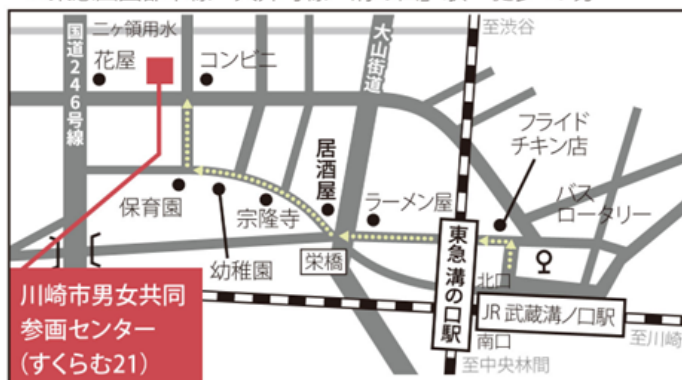 二ヶ領用水
至渋谷
国道246号線
花屋
コンビニ
大山街道
フライド
チキン店
居酒屋
ラーメン屋
バス
ロータリー
保育園
宗隆寺
幼稚園
栄橋
東急 溝の口駅
北口
JR 武蔵溝ノ口駅
南口
至川崎
至中央林間
川崎市男女共同
参画センター
(すくらむ21)